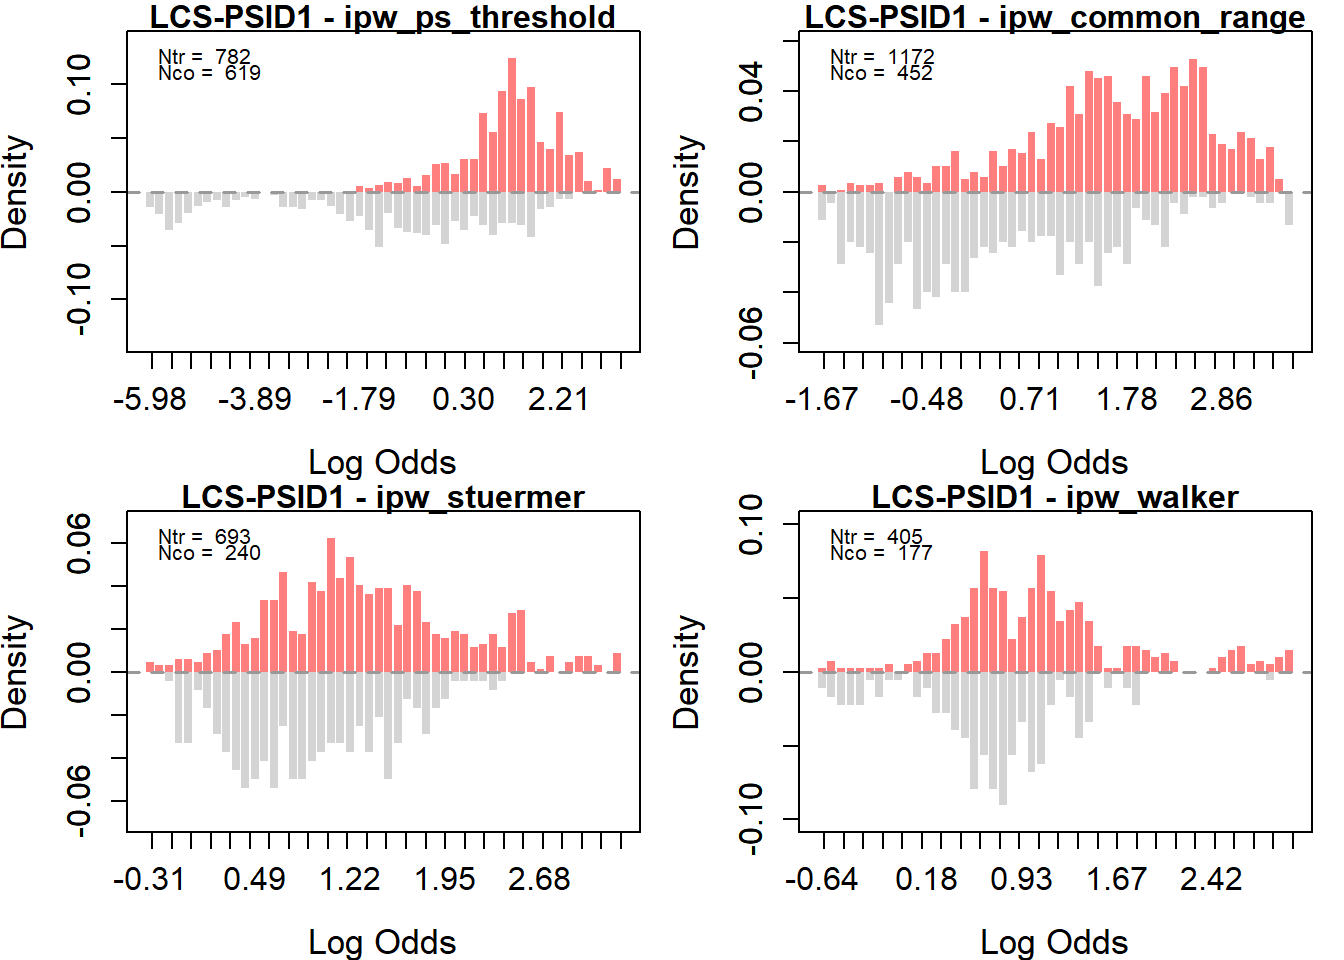 LCS-PSID1 - ipw_ps_threshold
Ntr = 782
Nco = 619
Density
0.10
0.00
-0.10
-5.98 -3.89 -1.79 0.30 2.21
Log Odds
LCS-PSID1 - ipw_common_range
Ntr = 1172
Nco = 452
Density
0.04
0.00
-0.06
-1.67 -0.48 0.71 1.78 2.86
Log Odds
LCS-PSID1 - ipw_stuermer
Ntr = 693
Nco = 240
Density
0.06
0.00
-0.06
-0.31 0.49 1.22 1.95 2.68
Log Odds
LCS-PSID1 - ipw_walker
Ntr = 405
Nco = 177
Density
0.10
0.00
-0.10
-0.64 0.18 0.93 1.67 2.42
Log Odds